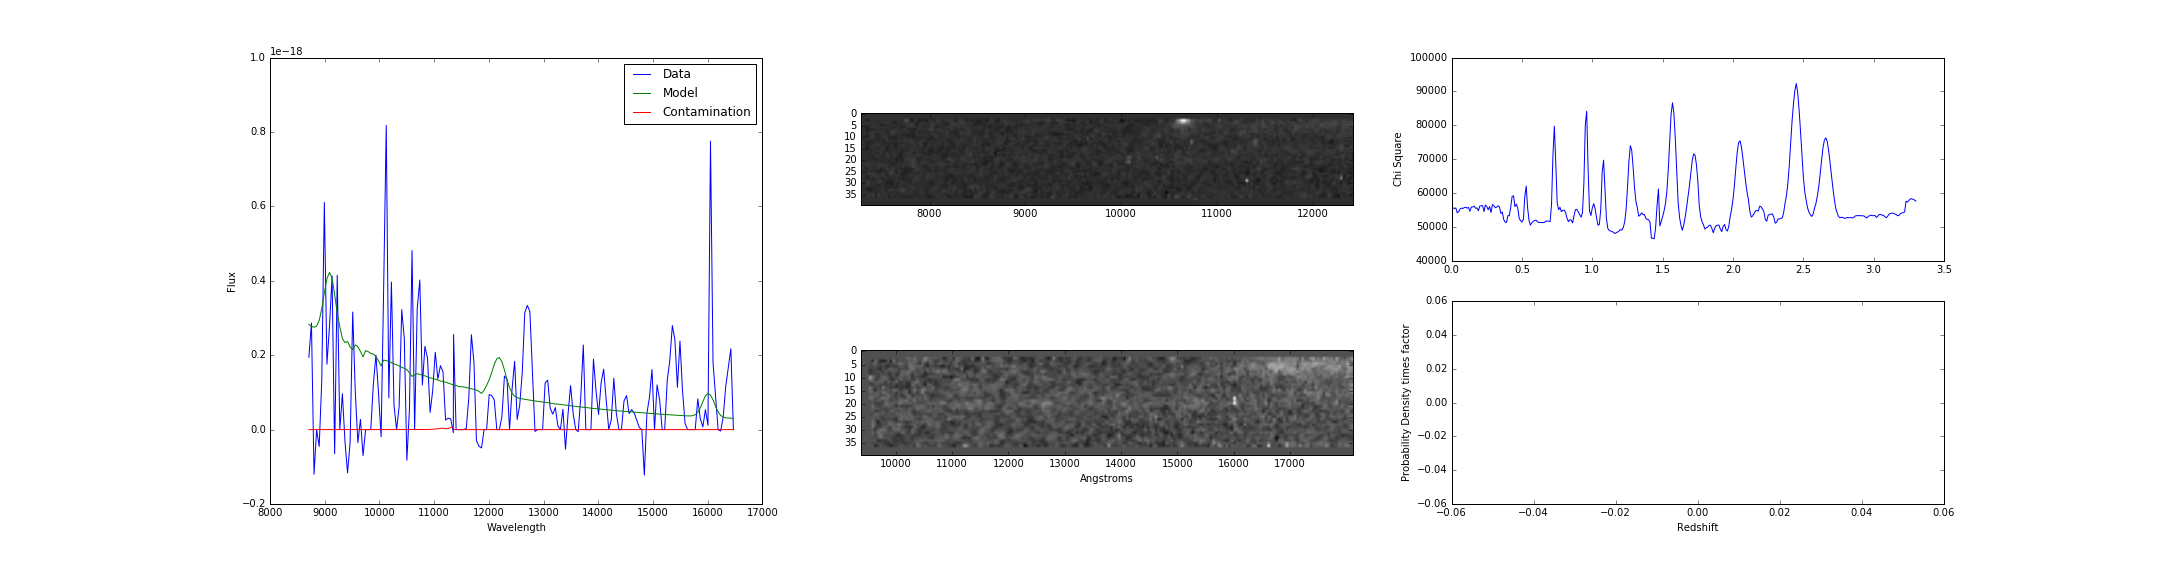 1e−18
1.0
0.8
0.6
0.4
0.2
0.0
−0.2
Flux
8000 9000 10000 11000 12000 13000 14000 15000 16000 17000
Wavelength
Data
Model
Contamination
0
5
10
15
20
25
30
35
8000 9000 10000 11000 12000
0
5
10
15
20
25
30
35
10000 11000 12000 13000 14000 15000 16000 17000
Angstroms
100000
90000
80000
70000
60000
50000
40000
Chi Square
0.0 0.5 1.0 1.5 2.0 2.5 3.0 3.5
0.06
0.04
0.02
0.00
−0.02
−0.04
−0.06
Probability Density times factor
−0.06 −0.04 −0.02 0.00 0.02 0.04 0.06
Redshift